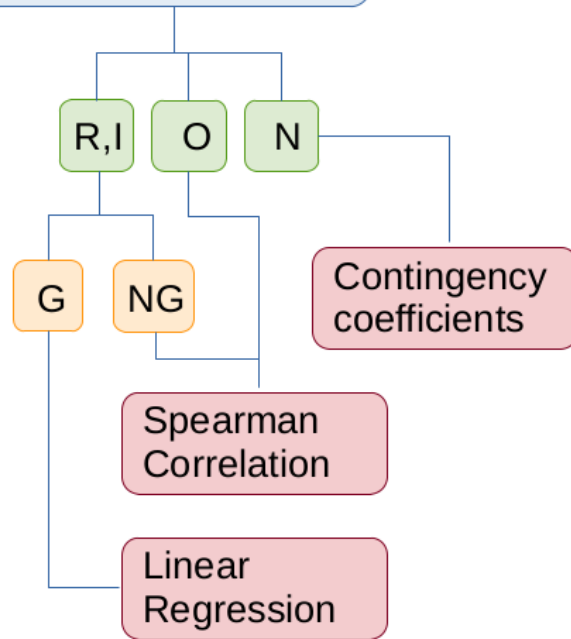 R,I
O
N
G
NG
Contingency
coefficients
Spearman
Correlation
Linear
Regression